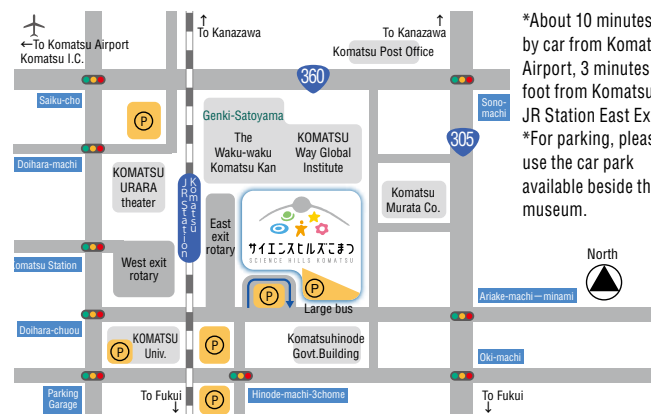 ←To Komatsu Airport
Komatsu I.C.
↑
To Kanazawa
↑
To Kanazawa
Komatsu Post Office
360
Saiku-cho
P
Genki-Satoyama
The
Waku-waku
Komatsu Kan
KOMATSU
Way Global
Institute
Sono-
machi
305
Doihara-machi
KOMATSU
URARA
theater
Komatsu
JR Station
East
exit
rotary
サイエンスヒルズこまつ
SCIENCE HILLS KOMATSU
Komatsu
Murata Co.
omatsu Station
West exit
rotary
P
P
Large bus
Ariake-machi－minami
Doihara-chuou
P
KOMATSU
Univ.
P
Komatsuhinode
Govt.Building
Oki-machi
Parking
Garage
To Fukui
↓
P
Hinode-machi-3chome
To Fukui
↓
*About 10 minutes
by car from Komat
Airport, 3 minutes
foot from Komatsu
JR Station East Ex
*For parking, pleas
use the car park
available beside th
museum.
North